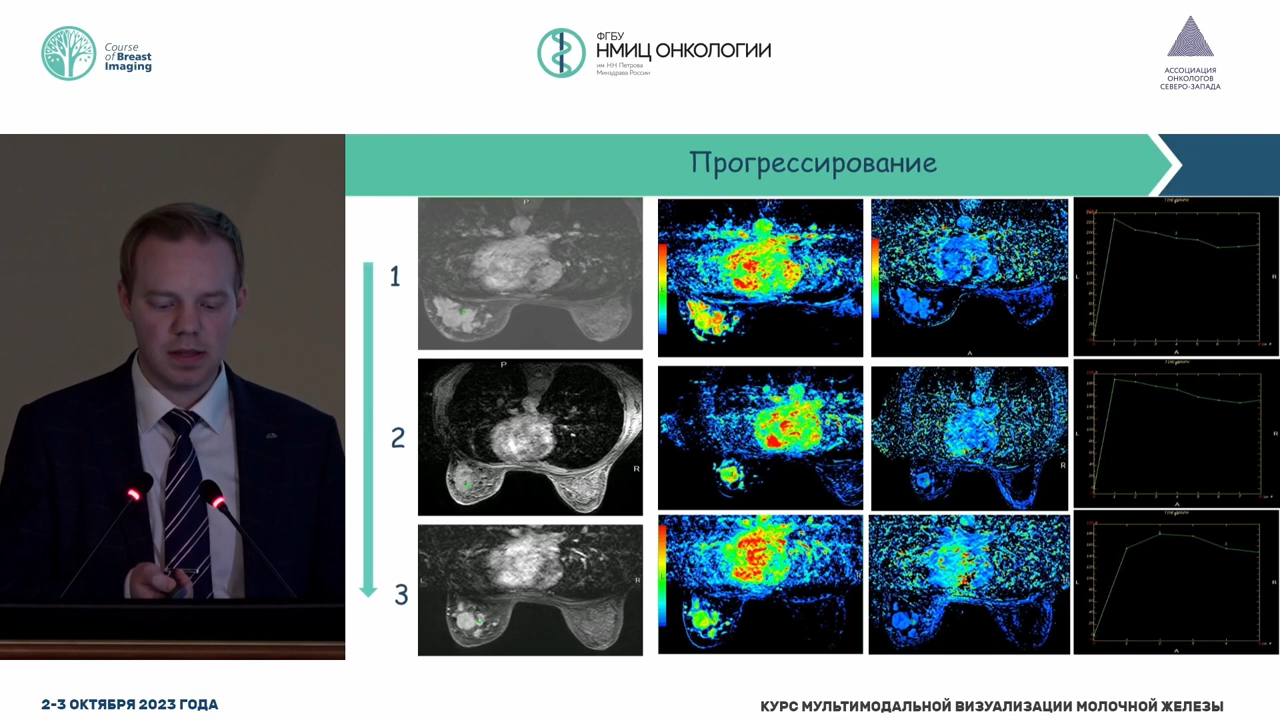 Course
of Breast
Imaging
ФГБУ
НМИЦ ОНКОЛОГИИ
им Н.Н. Петрова
Минздрава России
АССОЦИАЦИЯ
ОНКОЛОГОВ
СЕВЕРО-ЗАПАДА
Прогрессирование
1
2
3
P
P
R
L
R
A
L
R
A
L
R
A
R
L
R
A
2-3 ОКТЯБРЯ 2023 ГОДА
КУРС МУЛЬТИМОДАЛЬНОЙ ВИЗУАЛИЗАЦИИ МОЛОЧНОЙ ЖЕЛЕЗЫ